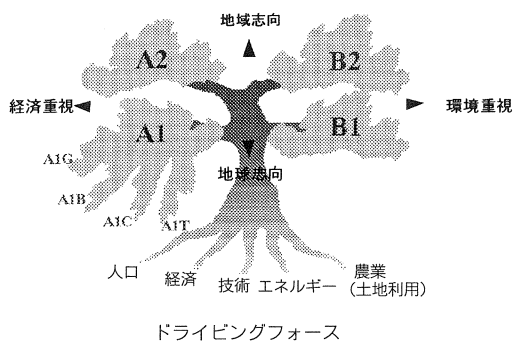 地域志向
A2
B2
経済重視
環境重視
A1
B1
A1G
地球志向
A1B
A1C
A1T
人口
経済
技術
エネルギー
農業
(土地利用)
ドライビングフォース